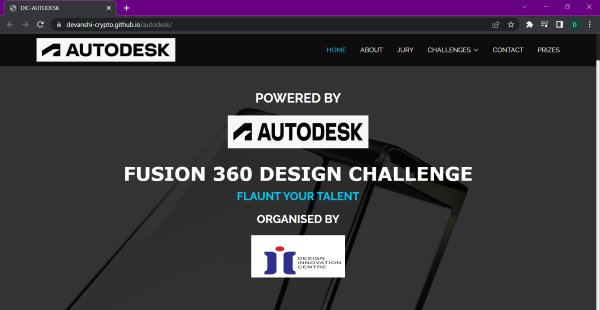 DIC-AUTODESK
devanshi-crypto.github.io/autodesk/
D
AUTODESK
HOME ABOUT JURY CHALLENGES CONTACT PRIZES
POWERED BY
AUTODESK
FUSION 360 DESIGN CHALLENGE
FLAUNT YOUR TALENT
ORGANISED BY
DESIGN
INNOVATION
CENTRE